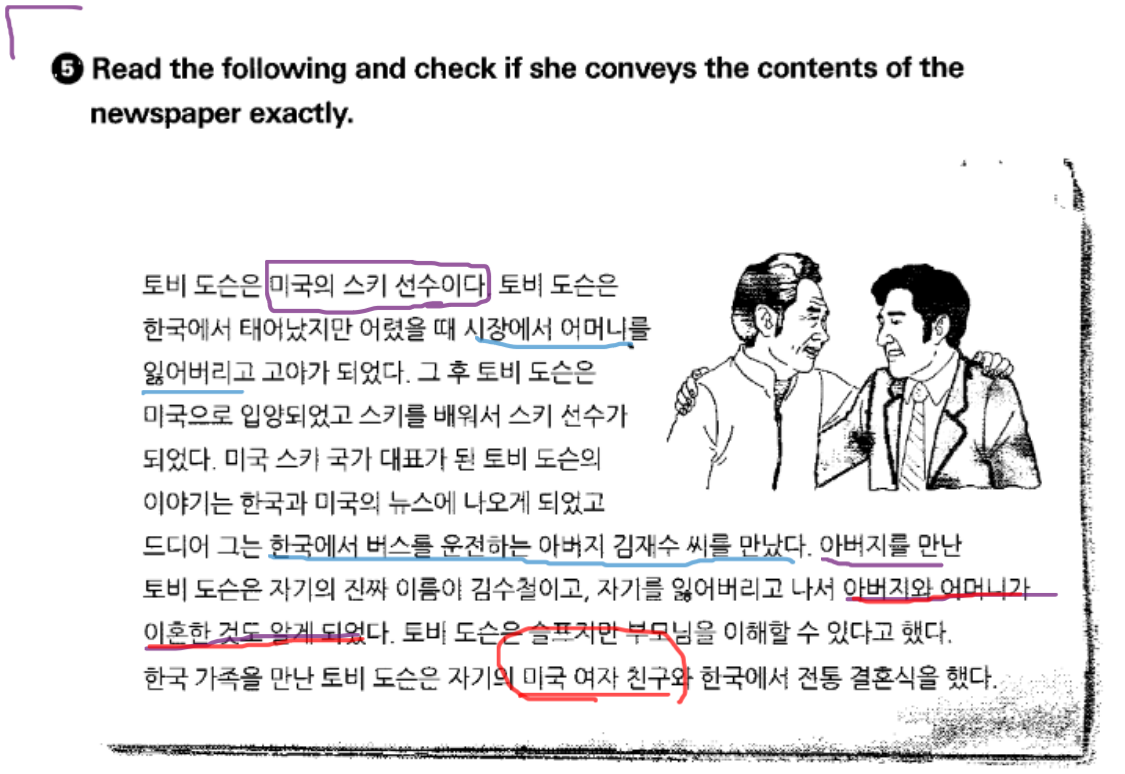 5 Read the following and check if she conveys the contents of the
newspaper exactly.
토비 도슨은 미국의 스키 선수이다. 토비 도슨은
한국에서 태어났지만 어렸을 때 시장에서 어머니를
잃어버리고 고아가 되었다. 그 후 토비 도슨은
미국으로 입양되었고 스키를 배워서 스키 선수가
되었다. 미국 스키 국가 대표가 된 토비 도슨의
이야기는 한국과 미국의 뉴스에 나오게 되었고
드디어 그는 한국에서 버스를 운전하는 아버지 김재수 씨를 만났다. 아버지를 만난
토비 도슨은 자기의 진짜 이름이 김수철이고, 자기를 잃어버리고 나서 아버지와 어머니가
이혼한 것도 알게 되었다. 토비 도슨은 슬프지만 부모님을 이해할 수 있다고 했다.
한국 가족을 만난 토비 도슨은 자기의 미국 여자 친구와 한국에서 전통 결혼식을 했다.